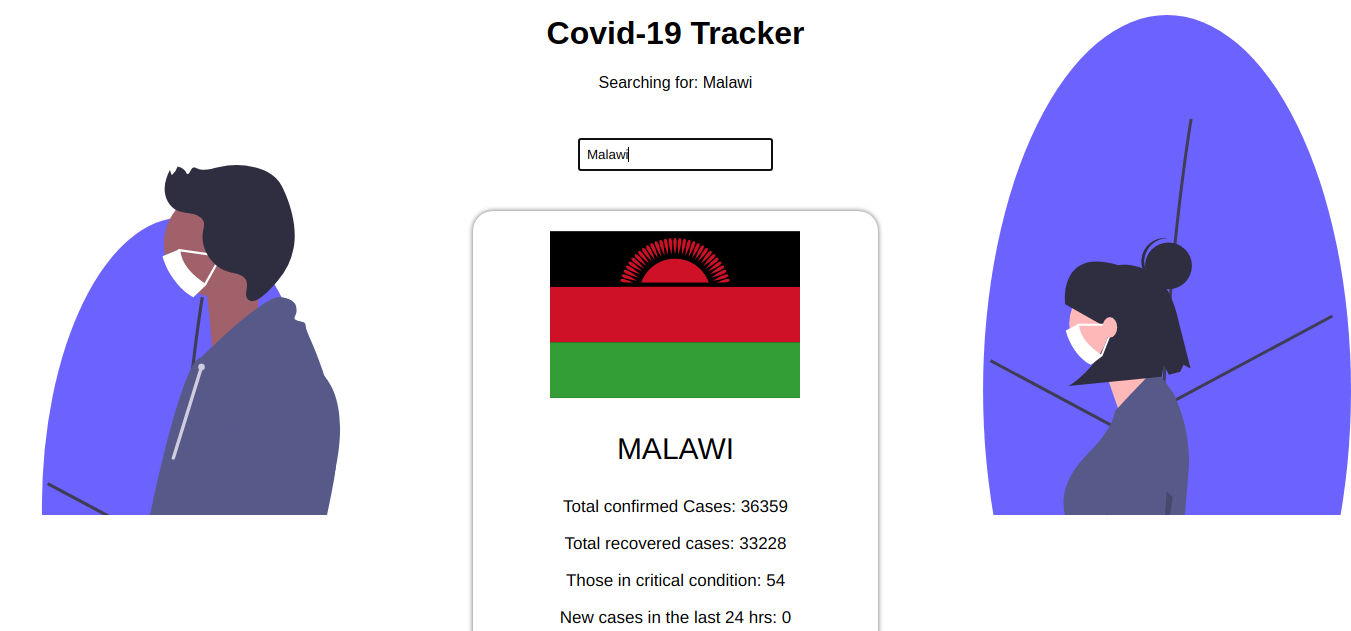 Covid-19 Tracker
Searching for: Malawi
Malawi
MALAWI
Total confirmed Cases: 36359
Total recovered cases: 33228
Those in critical condition: 54
New cases in the last 24 hrs: 0